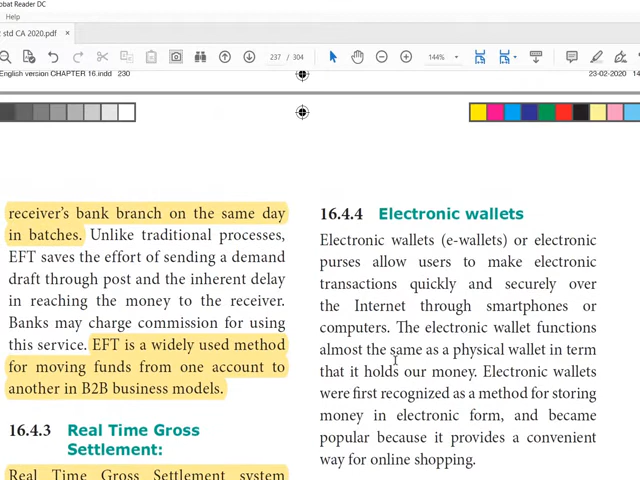 obat Reader DC
Help
std CA 2020.pdf ×
237 / 304
144%
English version CHAPTER 16.indd 230
23-02-2020 14
receiver's bank branch on the same day
in batches. Unlike traditional processes,
EFT saves the effort of sending a demand
draft through post and the inherent delay
in reaching the money to the receiver.
Banks may charge commission for using
this service. EFT is a widely used method
for moving funds from one account to
another in B2B business models.
16.4.3 Real Time Gross
Settlement:
Real Time Gross Settlement system
16.4.4 Electronic wallets
Electronic wallets (e-wallets) or electronic
purses allow users to make electronic
transactions quickly and securely over
the Internet through smartphones or
computers. The electronic wallet functions
almost the same as a physical wallet in term
that it holds our money. Electronic wallets
were first recognized as a method for storing
money in electronic form, and became
popular because it provides a convenient
way for online shopping.